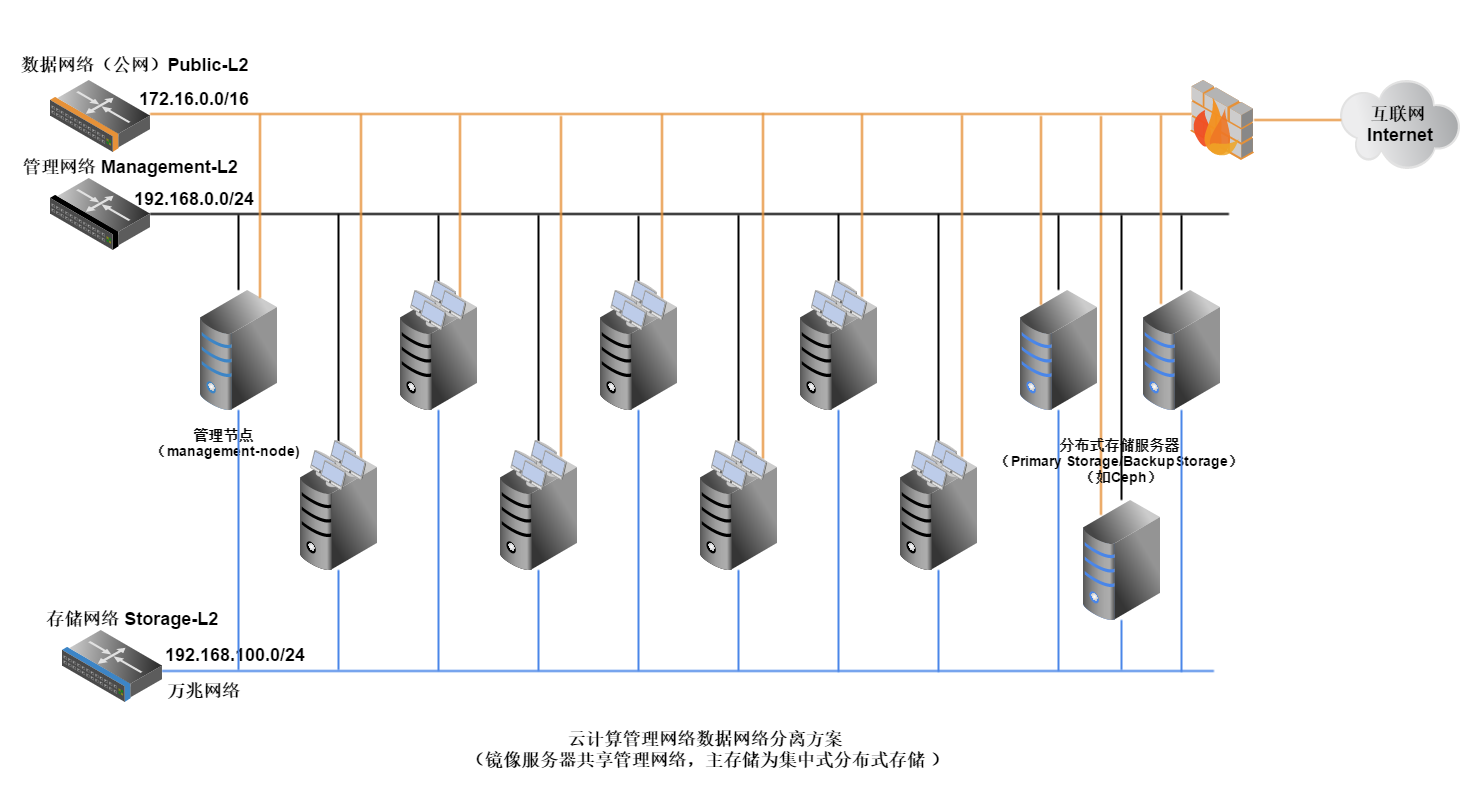 数据网络（公网）Public-L2
172.16.0.0/16
互联网
Internet
管理网络 Management-L2
192.168.0.0/24
管理节点
（management-node)
分布式存储服务器
（Primary Storage/BackupStorage）
（如Ceph）
存储网络 Storage-L2
192.168.100.0/24
万兆网络
云计算管理网络数据网络分离方案
（镜像服务器共享管理网络，主存储为集中式分布式存储 ）